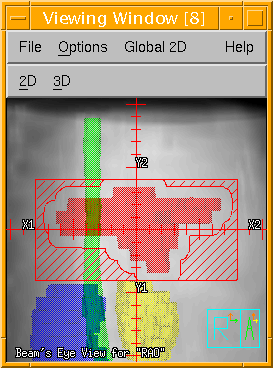 Viewing Window [8]
File Options Global 2D Help
2D 3D
Y2
X1 X2
Y1
Beam's Eye View for "RAO"